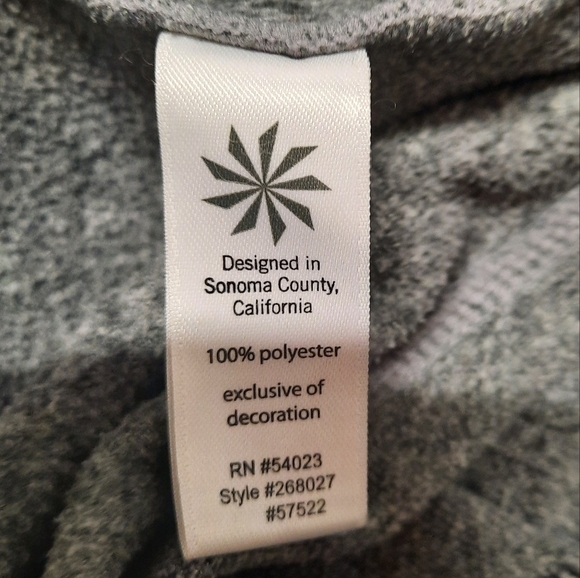 Designed in
Sonoma County,
California
100% polyester
exclusive of
decoration
RN #54023
Style #268027
#57522